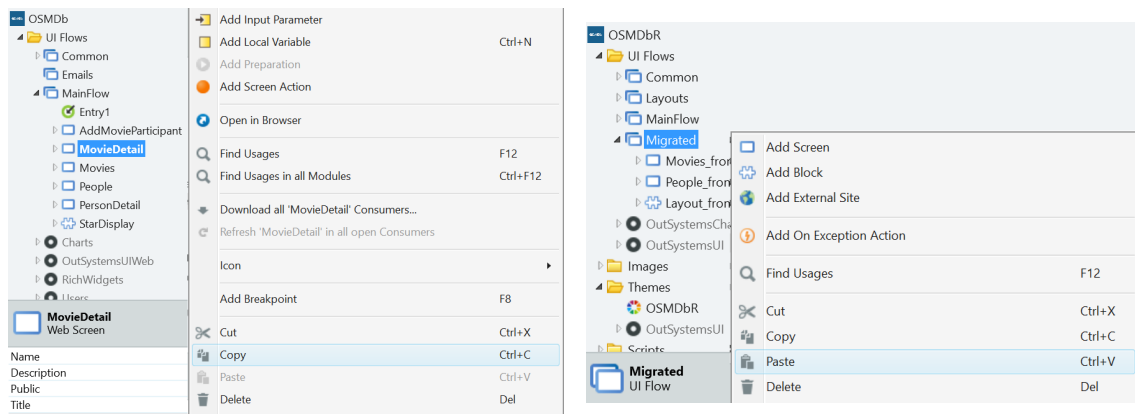 OSMDb
UI Flows
Common
Emails
MainFlow
Entry1
AddMovieParticipant
MovieDetail
Movies
People
PersonDetail
StarDisplay
Charts
OutSystemsUIWeb
RichWidgets
Users
MovieDetail
Web Screen
Name
Description
Public
Title
Add Input Parameter
Add Local Variable Ctrl+N
Add Preparation
Add Screen Action
Open in Browser
Find Usages F12
Find Usages in all Modules Ctrl+F12
Download all 'MovieDetail' Consumers...
Refresh 'MovieDetail' in all open Consumers
Icon
Add Breakpoint F8
Cut Ctrl+X
Copy Ctrl+C
Paste Ctrl+V
Delete Del
OSMDbR
UI Flows
Common
Layouts
MainFlow
Migrated
Movies_from
People_from
Layout_from
OutSystemsCha
OutSystemsUI
Images
Themes
OSMDbR
OutSystemsUI
Scripts
Migrated
UI Flow
Add Screen
Add Block
Add External Site
Add On Exception Action
Find Usages F12
Cut Ctrl+X
Copy Ctrl+C
Paste Ctrl+V
Delete Del